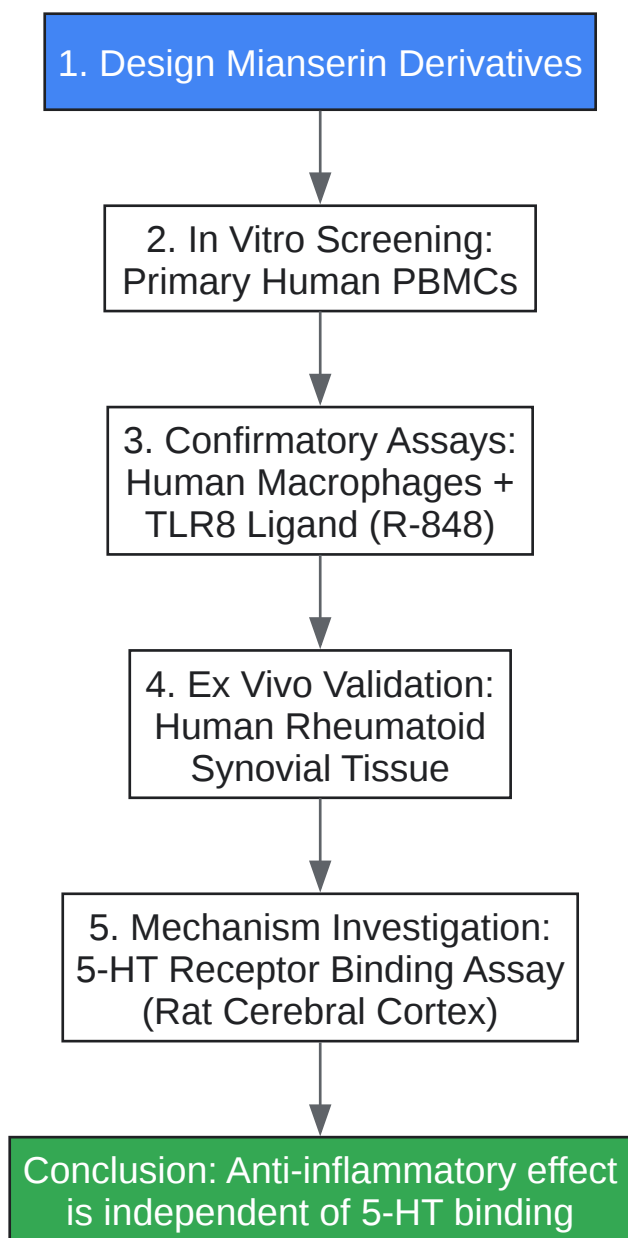 1. Design Mianserin Derivatives
2. In Vitro Screening:
Primary Human PBMCs
3. Confirmatory Assays:
Human Macrophages +
TLR8 Ligand (R-848)
4. Ex Vivo Validation:
Human Rheumatoid
Synovial Tissue
5. Mechanism Investigation:
5-HT Receptor Binding Assay
(Rat Cerebral Cortex)
Conclusion: Anti-inflammatory effect
is independent of 5-HT binding